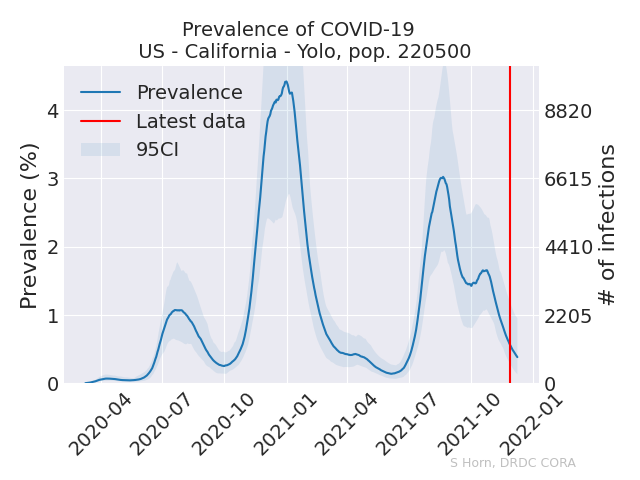 Prevalence of COVID-19
US - California - Yolo, pop. 220500
Prevalence
Latest data
95CI
Prevalence (%)
4
3
2
1
0
8820
6615
4410
2205
0
# of infections
2020-04
2020-07
2020-10
2021-01
2021-04
2021-07
2021-10
2022-01
S Horn, DRDC CORA